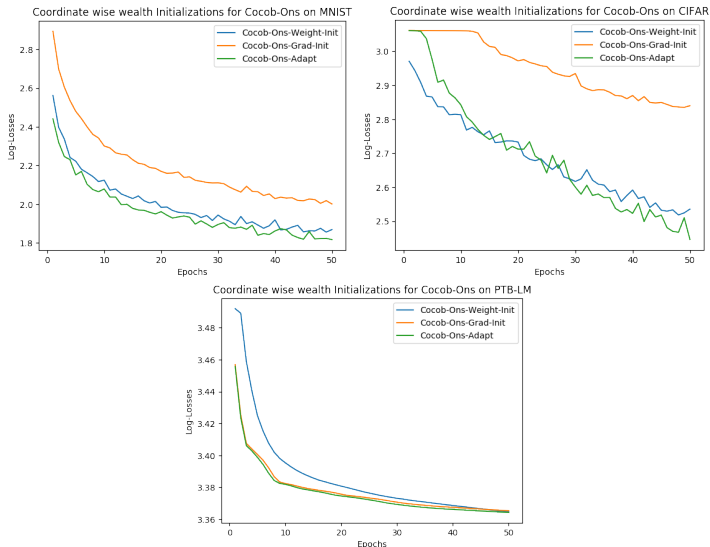 Coordinate wise wealth Initializations for Cocob-Ons on MNIST
Cocob-Ons-Weight-Init
Cocob-Ons-Grad-Init
Cocob-Ons-Adapt
Log-Losses
2.8
2.6
2.4
2.2
2.0
1.8
0 10 20 30 40 50
Epochs
Coordinate wise wealth Initializations for Cocob-Ons on CIFAR
Cocob-Ons-Weight-Init
Cocob-Ons-Grad-Init
Cocob-Ons-Adapt
Log-Losses
3.0
2.9
2.8
2.7
2.6
2.5
0 10 20 30 40 50
Epochs
Coordinate wise wealth Initializations for Cocob-Ons on PTB-LM
Cocob-Ons-Weight-Init
Cocob-Ons-Grad-Init
Cocob-Ons-Adapt
Log-Losses
3.48
3.46
3.44
3.42
3.40
3.38
3.36
0 10 20 30 40 50
Epochs